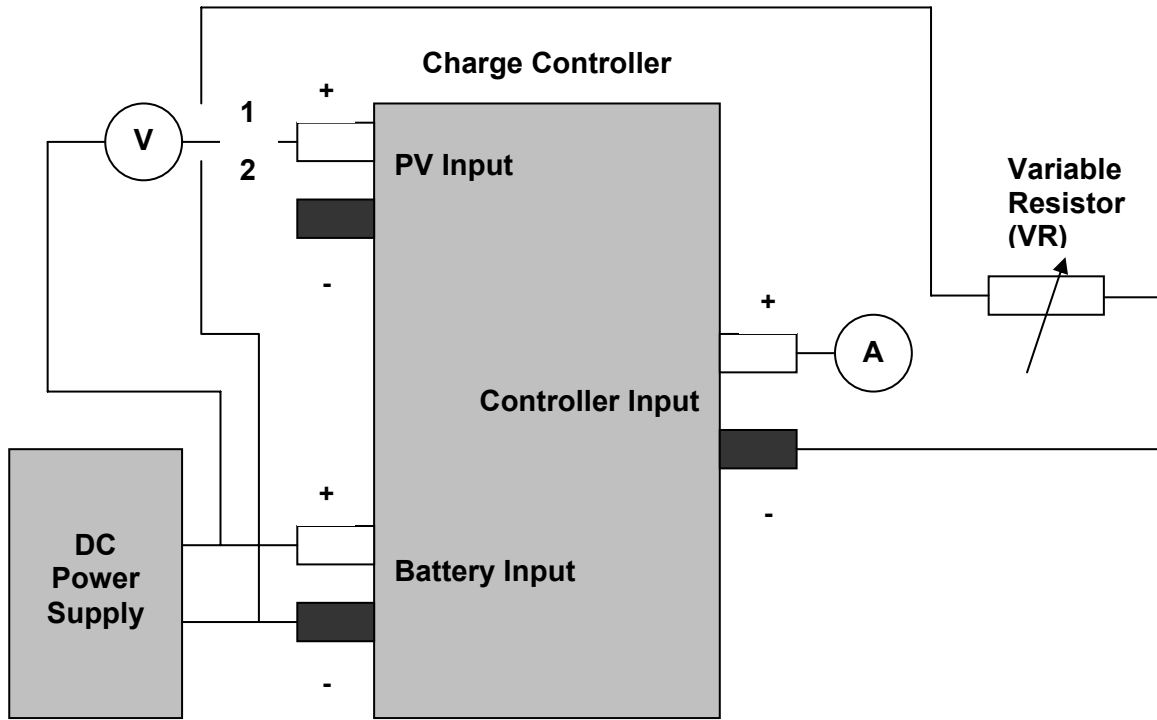 Charge Controller
+
1
V
2
PV Input
-
Variable
Resistor
(VR)
+
A
Controller Input
-
+
DC
Power
Supply
Battery Input
-